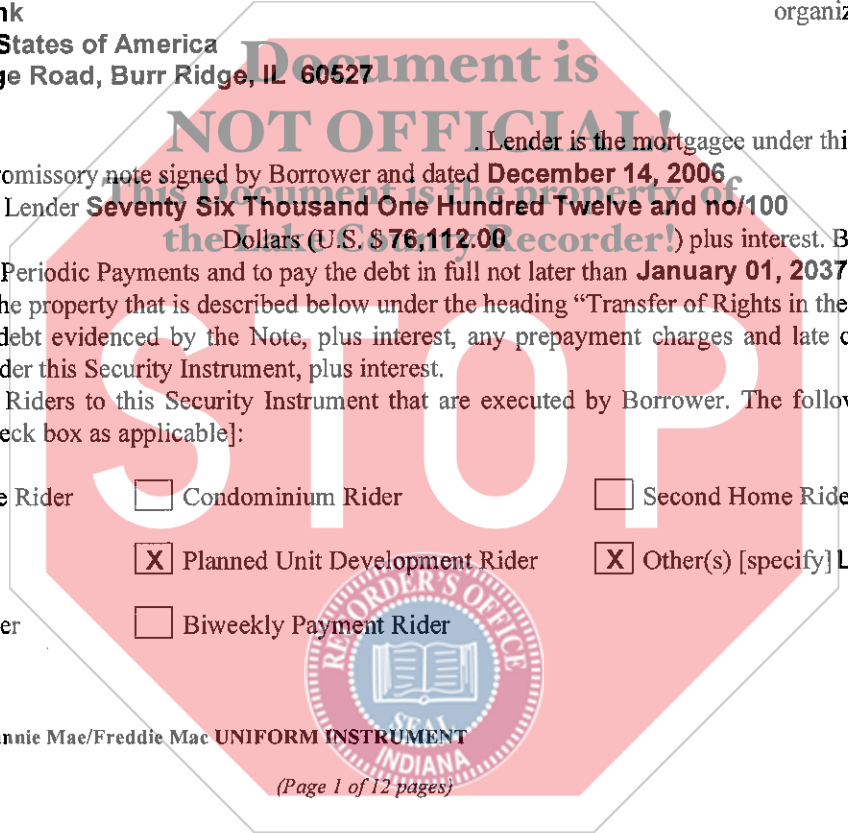 nk organiz
States of America
ge Road, Burr Ridge, IL 60527
Document is
NOT OFFICIAL!
. Lender is the mortgagee under thi
romissory note signed by Borrower and dated December 14, 2006
This Document is the property of
Lender Seventy Six Thousand One Hundred Twelve and no/100
the Lake County Recorder!
Dollars (U.S. $ 76,112.00 ) plus interest. B
Periodic Payments and to pay the debt in full not later than January 01, 2037
he property that is described below under the heading “Transfer of Rights in the
debt evidenced by the Note, plus interest, any prepayment charges and late c
der this Security Instrument, plus interest.
Riders to this Security Instrument that are executed by Borrower. The follov
eck box as applicable]:
STOP
e Rider Condominium Rider Second Home Ride
X Planned Unit Development Rider X Other(s) [specify] L
er Biweekly Payment Rider
RECORDER'S OFFICE
SEAL
INDIANA
nnie Mae/Freddie Mac UNIFORM INSTRUMENT
(Page 1 of 12 pages)